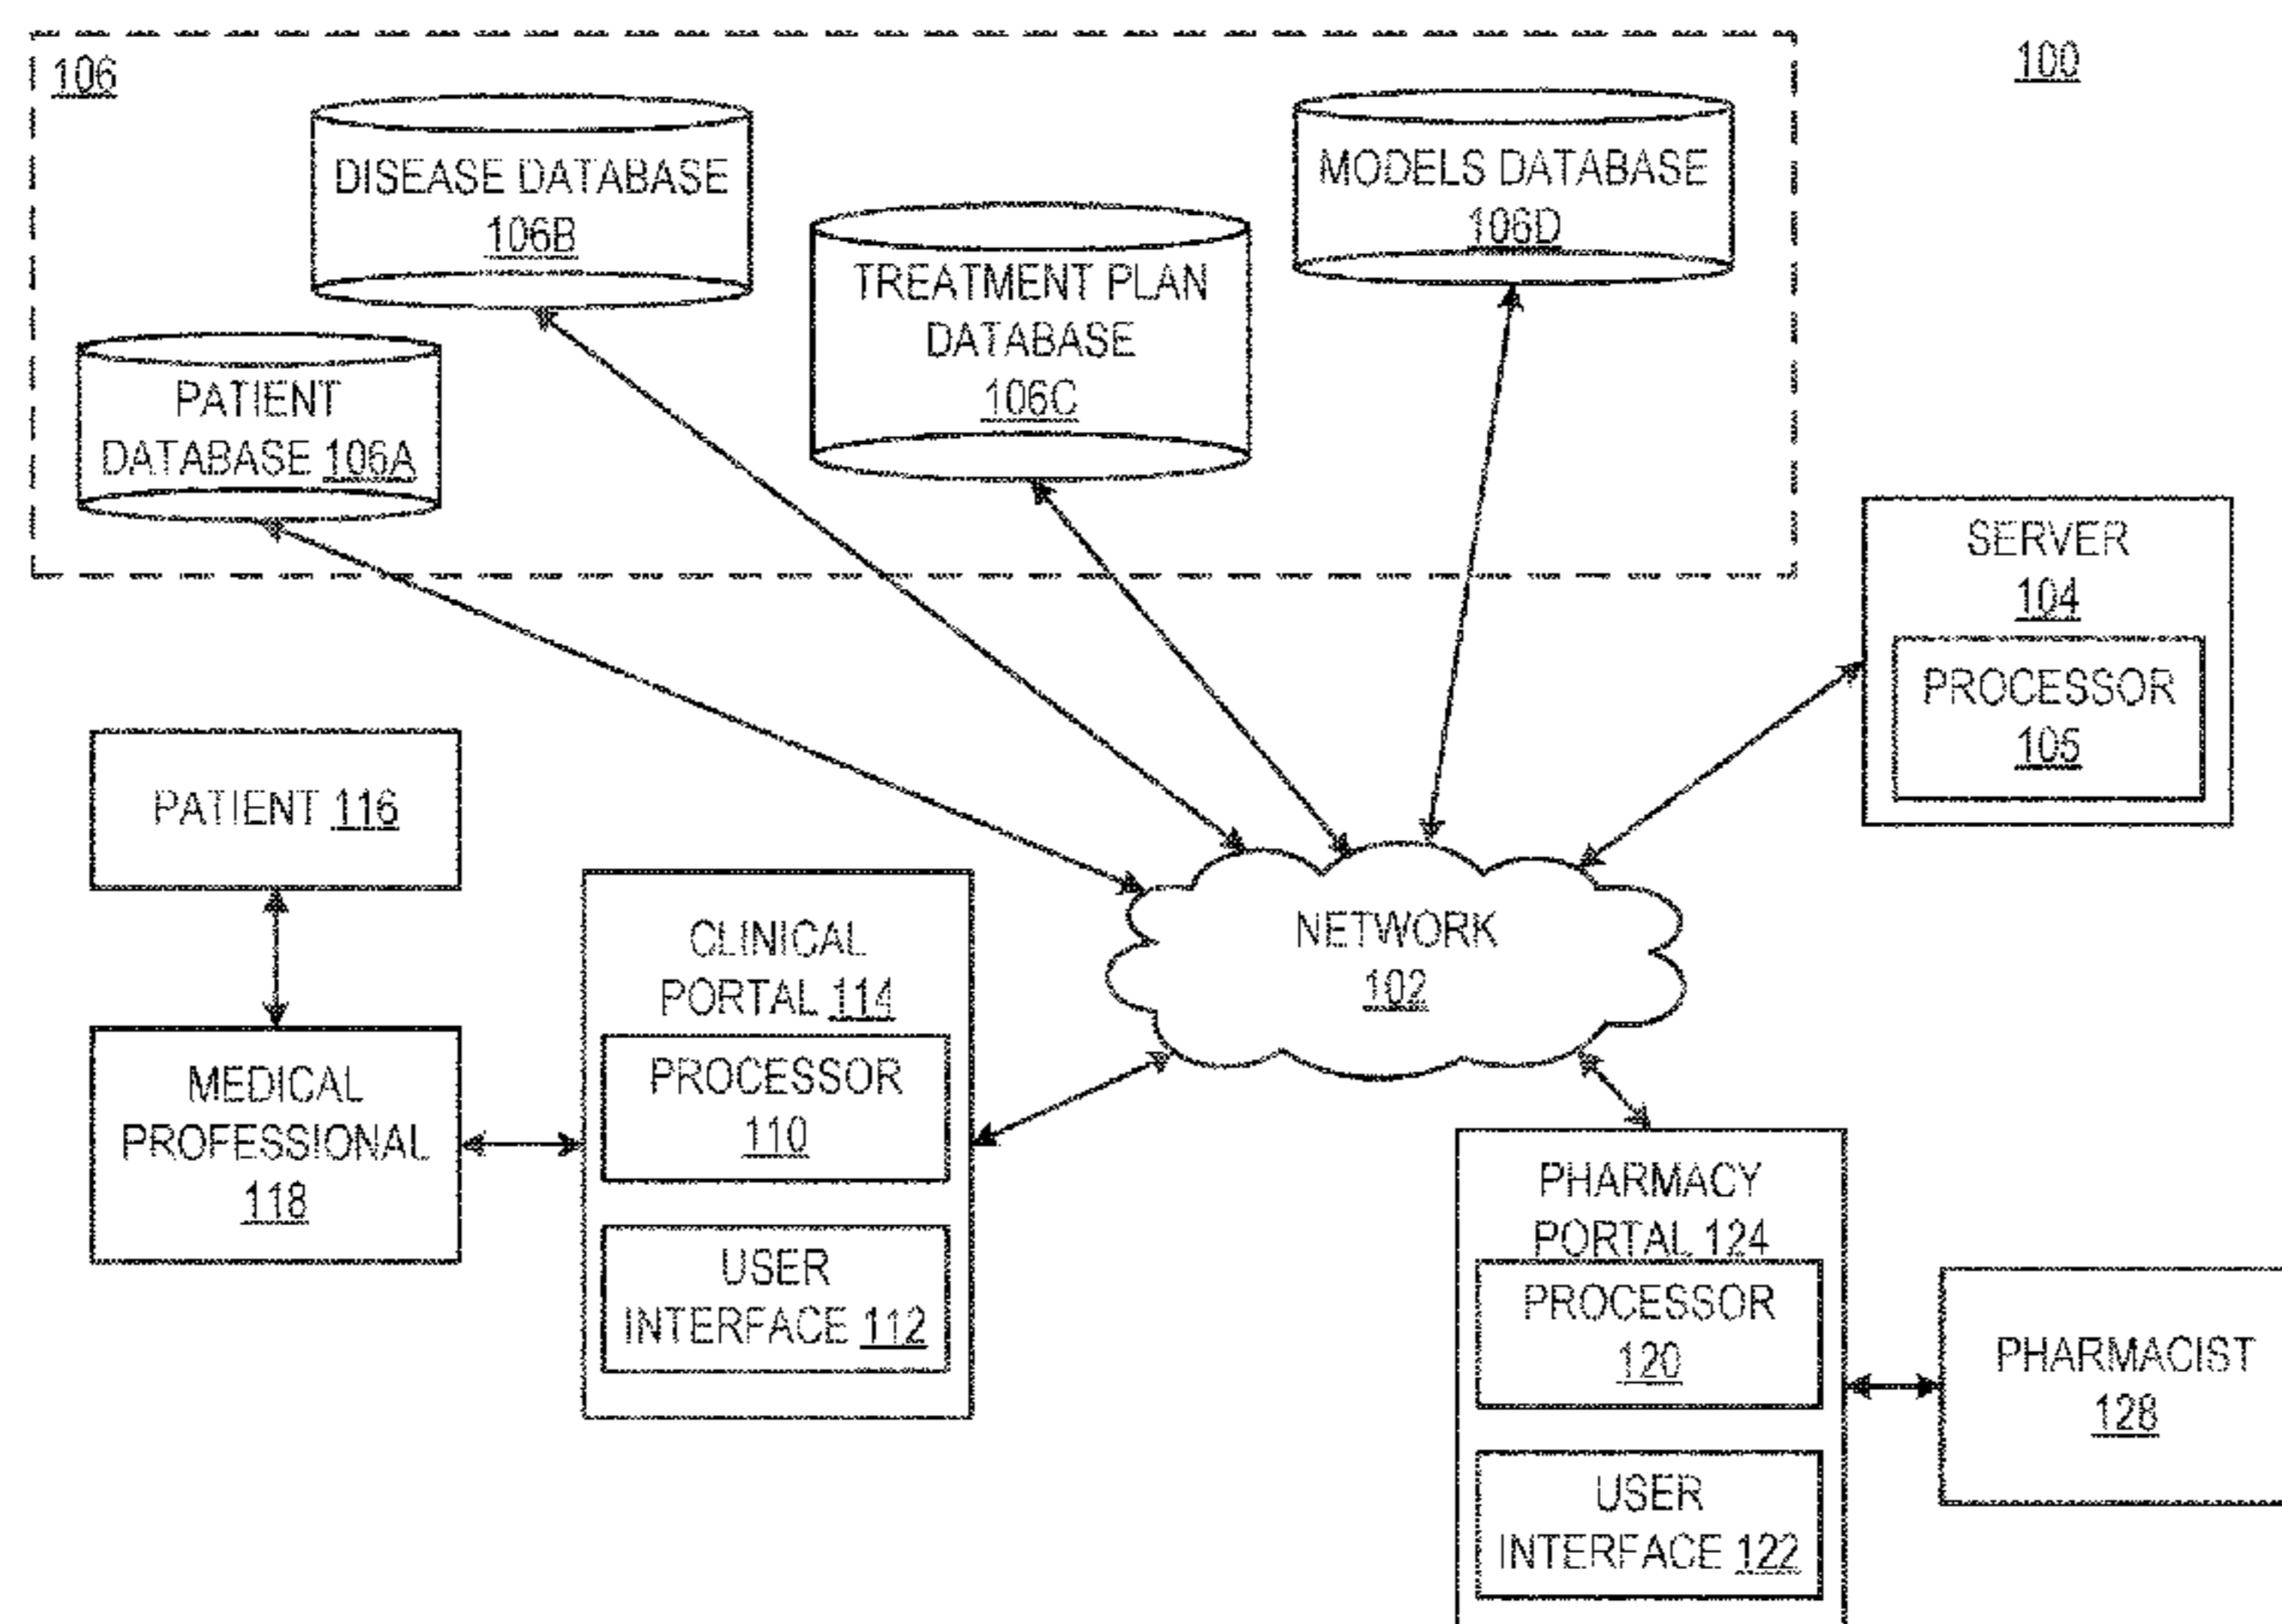 106
100
DISEASE DATABASE
106B
MODELS DATABASE
106D
TREATMENT PLAN
DATABASE
106C
PATIENT
DATABASE 106A
SERVER
104
PROCESSOR
105
PATIENT 116
CLINICAL
PORTAL 114
NETWORK
102
MEDICAL
PROFESSIONAL
118
PROCESSOR
110
USER
INTERFACE 112
PHARMACY
PORTAL 124
PROCESSOR
120
USER
INTERFACE 122
PHARMACIST
128